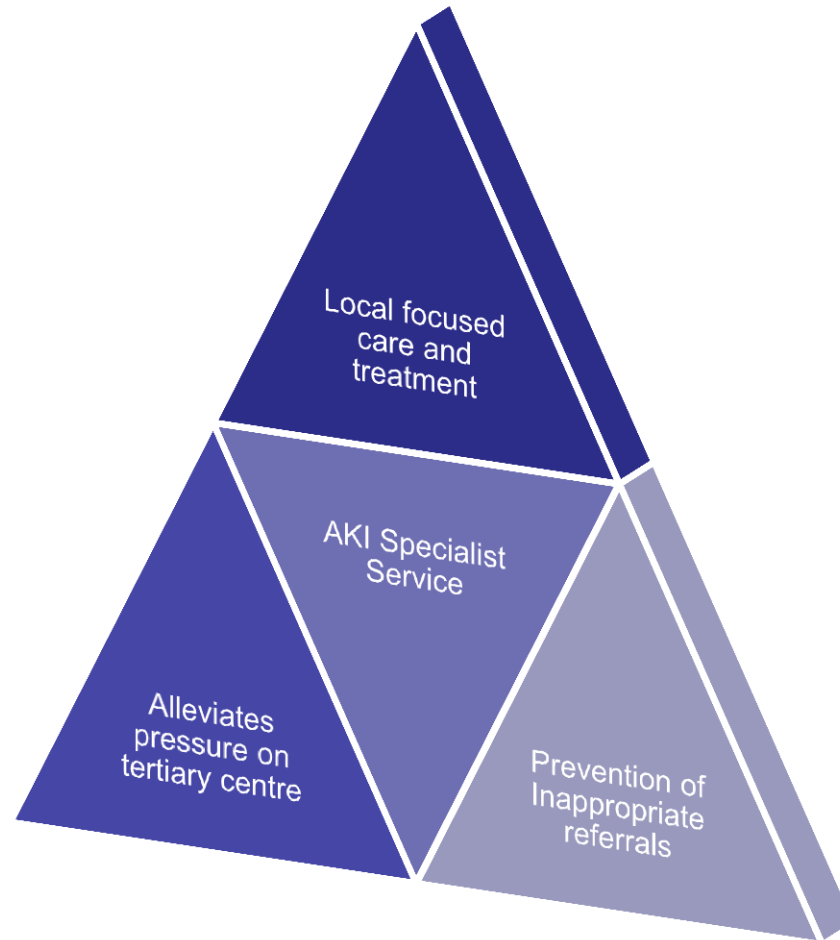 Local focused
care and
treatment
AKI Specialist
Service
Alleviates
pressure on
tertiary centre
Prevention of
Inappropriate
referrals